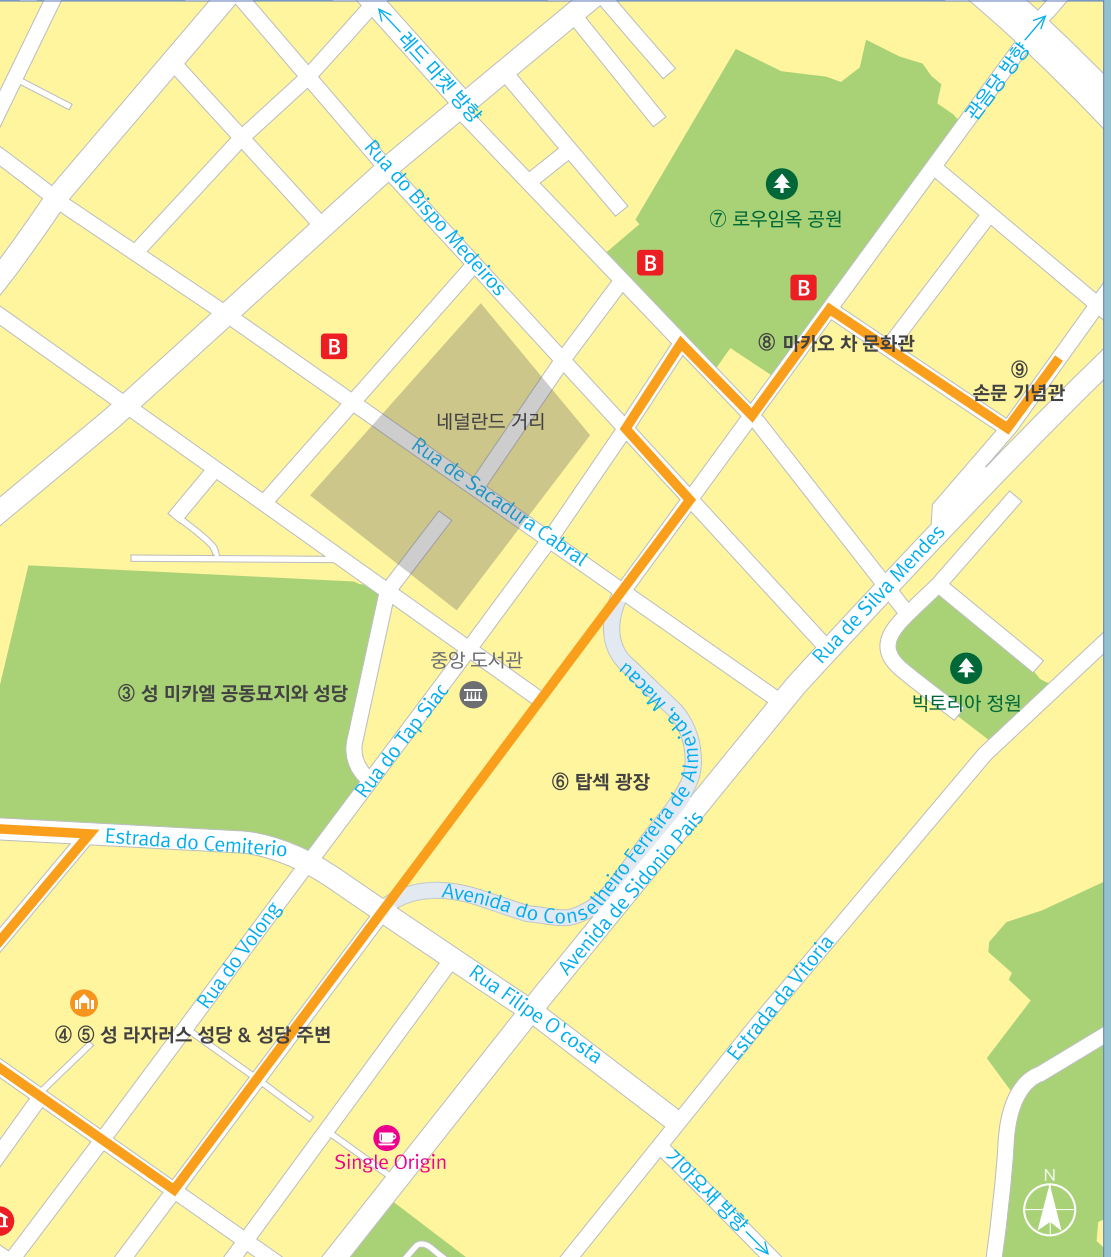 레드 마켓 방향
관음당 방향
Rua do Bispo Medeiros
⑦ 로우임옥 공원
B
B
B
⑧ 마카오 차 문화관
⑨
손문 기념관
네덜란드 거리
Rua de Sacadura Cabral
Rua de Silva Mendes
중앙 도서관
빅토리아 정원
③ 성 미카엘 공동묘지와 성당
Rua do Tap Siac
⑥ 탑섹 광장
Avenida do Conselheiro Ferreira de Almeida, Macau
Avenida de Sidonio Pais
Estrada do Cemiterio
Rua do Volong
Rua Filipe O`costa
Estrada da Vitoria
④ ⑤ 성 라자러스 성당 & 성당 주변
Single Origin
기아요새 방향
N